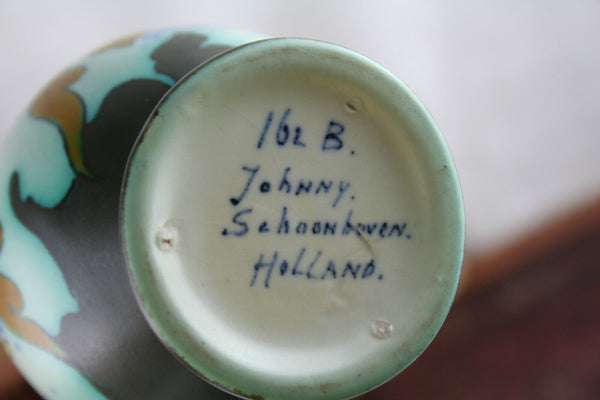 162 B.
Johnny.
Schoonhoven.
Holland.